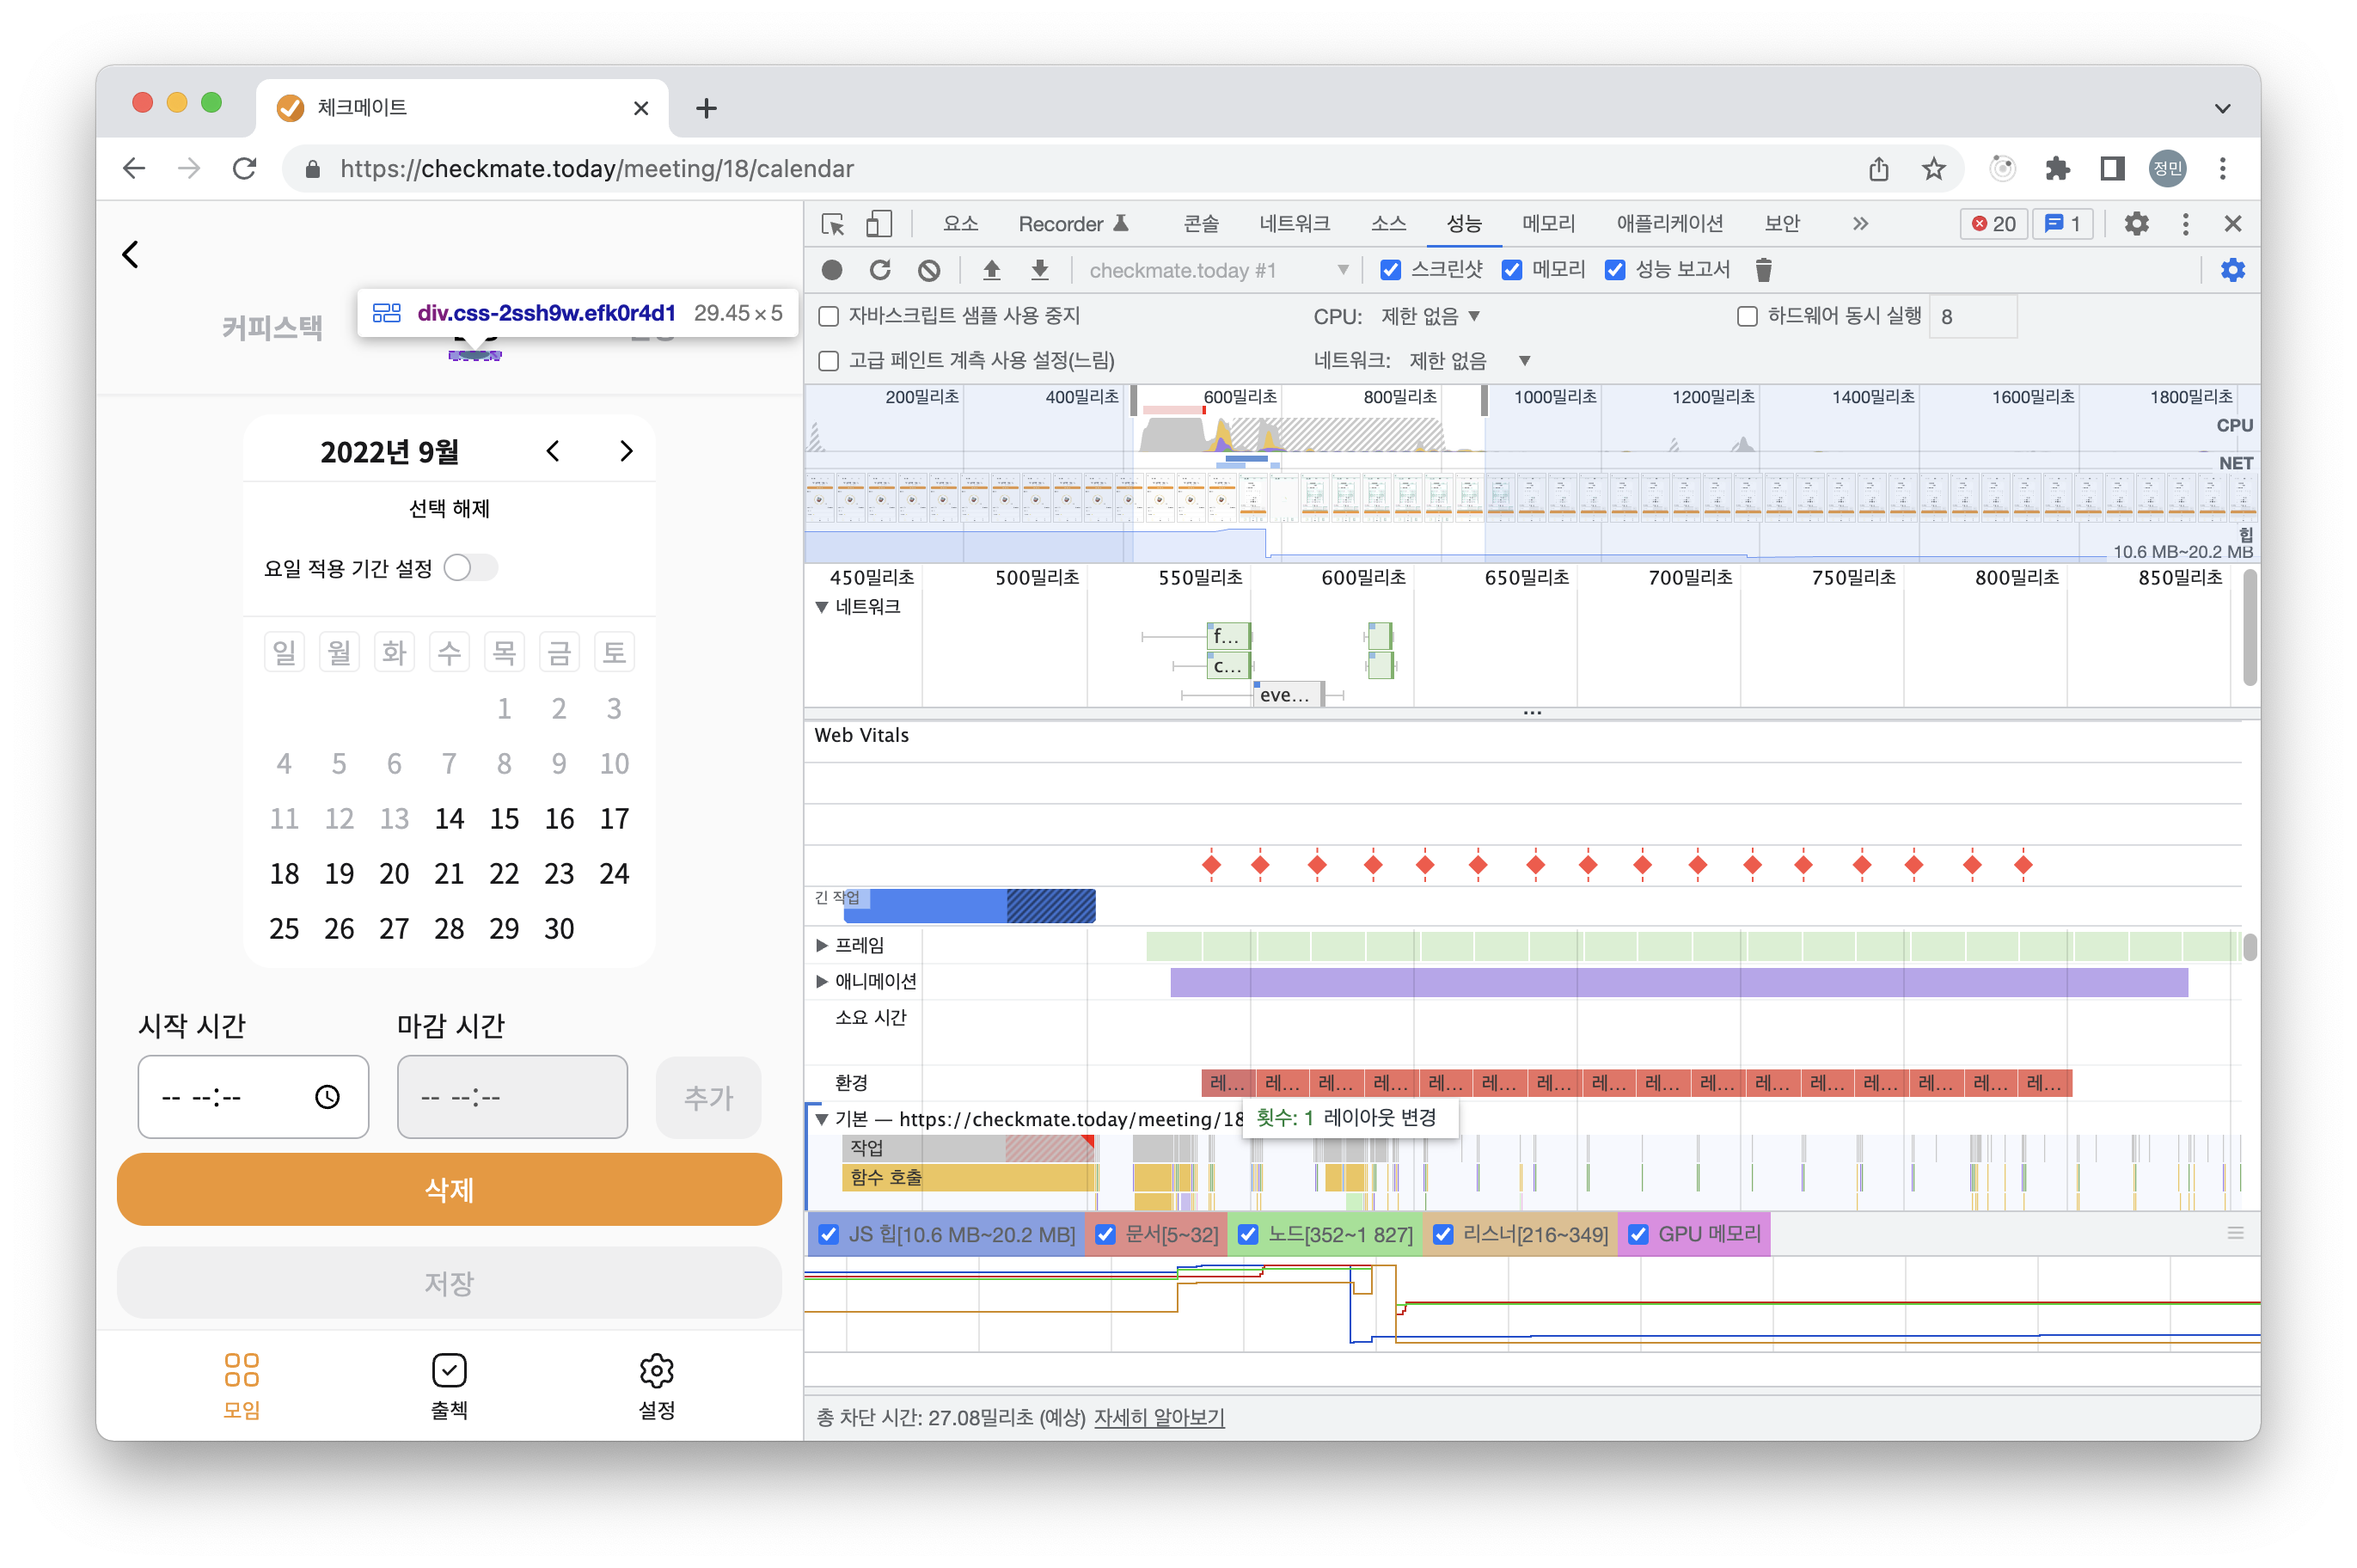 체크메이트
https://checkmate.today/meeting/18/calendar
정민
커피스택
div.css-2ssh9w.efk0r4d1 29.45×5
2022년 9월
선택 해제
요일 적용 기간 설정
일 월 화 수 목 금 토
1 2 3
4 5 6 7 8 9 10
11 12 13 14 15 16 17
18 19 20 21 22 23 24
25 26 27 28 29 30
시작 시간 마감 시간
-- --:-- -- --:-- 추가
삭제
저장
모임 출첵 설정
요소 Recorder 콘솔 네트워크 소스 성능 메모리 애플리케이션 보안 20 1
checkmate.today #1 스크린샷 메모리 성능 보고서
자바스크립트 샘플 사용 중지 CPU: 제한 없음 하드웨어 동시 실행 8
고급 페인트 계측 사용 설정(느림) 네트워크: 제한 없음
200밀리초 400밀리초 600밀리초 800밀리초 1000밀리초 1200밀리초 1400밀리초 1600밀리초 1800밀리초
CPU
NET
힙
10.6 MB~20.2 MB
450밀리초 500밀리초 550밀리초 600밀리초 650밀리초 700밀리초 750밀리초 800밀리초 850밀리초
네트워크
f…
c…
eve…
Web Vitals
긴 작업
프레임
애니메이션
소요 시간
환경 레… 레… 레… 레… 레… 레… 레… 레… 레… 레… 레… 레… 레… 레… 레… 레…
기본 — https://checkmate.today/meeting/18
횟수: 1 레이아웃 변경
작업
함수 호출
JS 힙[10.6 MB~20.2 MB] 문서[5~32] 노드[352~1 827] 리스너[216~349] GPU 메모리
총 차단 시간: 27.08밀리초 (예상) 자세히 알아보기